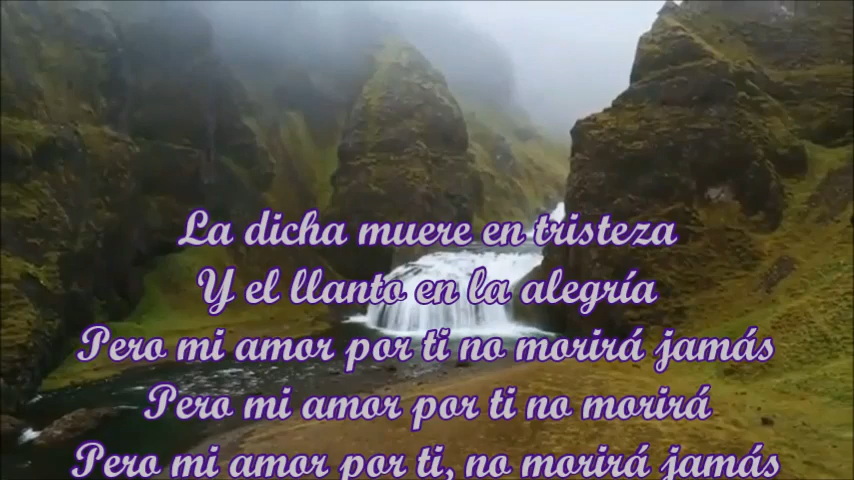 La dicha muere en tristeza
Y el llanto en la alegría
Pero mi amor por ti no morirá jamás
Pero mi amor por ti no morirá
Pero mi amor por ti, no morirá jamás